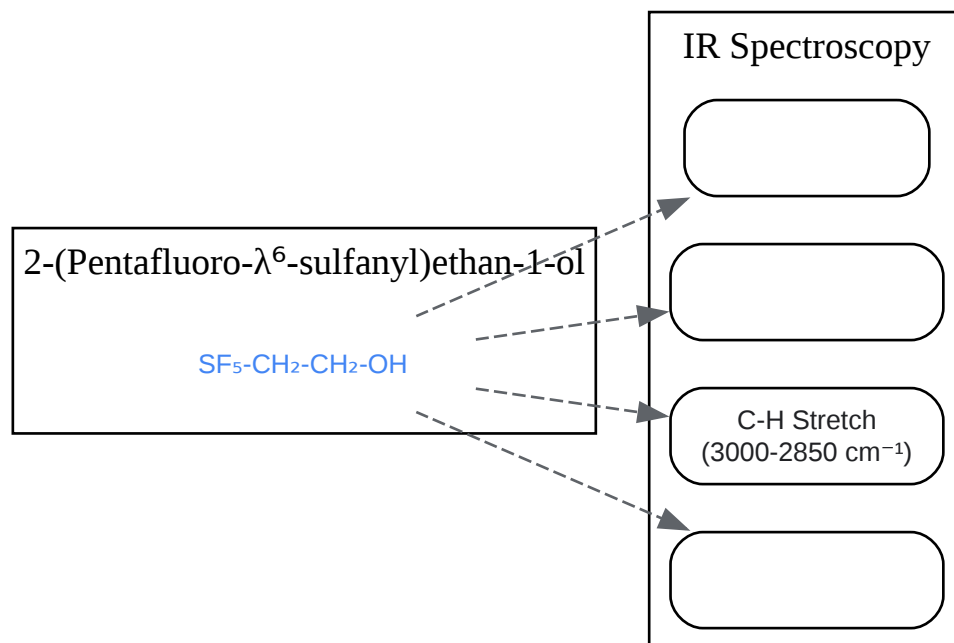 IR Spectroscopy
2-(Pentafluoro-λ⁶-sulfanyl)ethan-1-ol
SF₅-CH₂-CH₂-OH
C-H Stretch
(3000-2850 cm⁻¹)